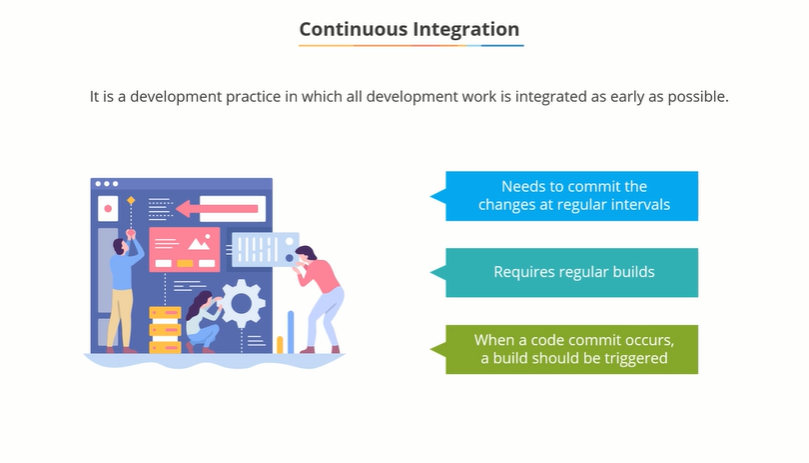 Continuous Integration
It is a development practice in which all development work is integrated as early as possible.
Needs to commit the
changes at regular intervals
Requires regular builds
When a code commit occurs,
a build should be triggered